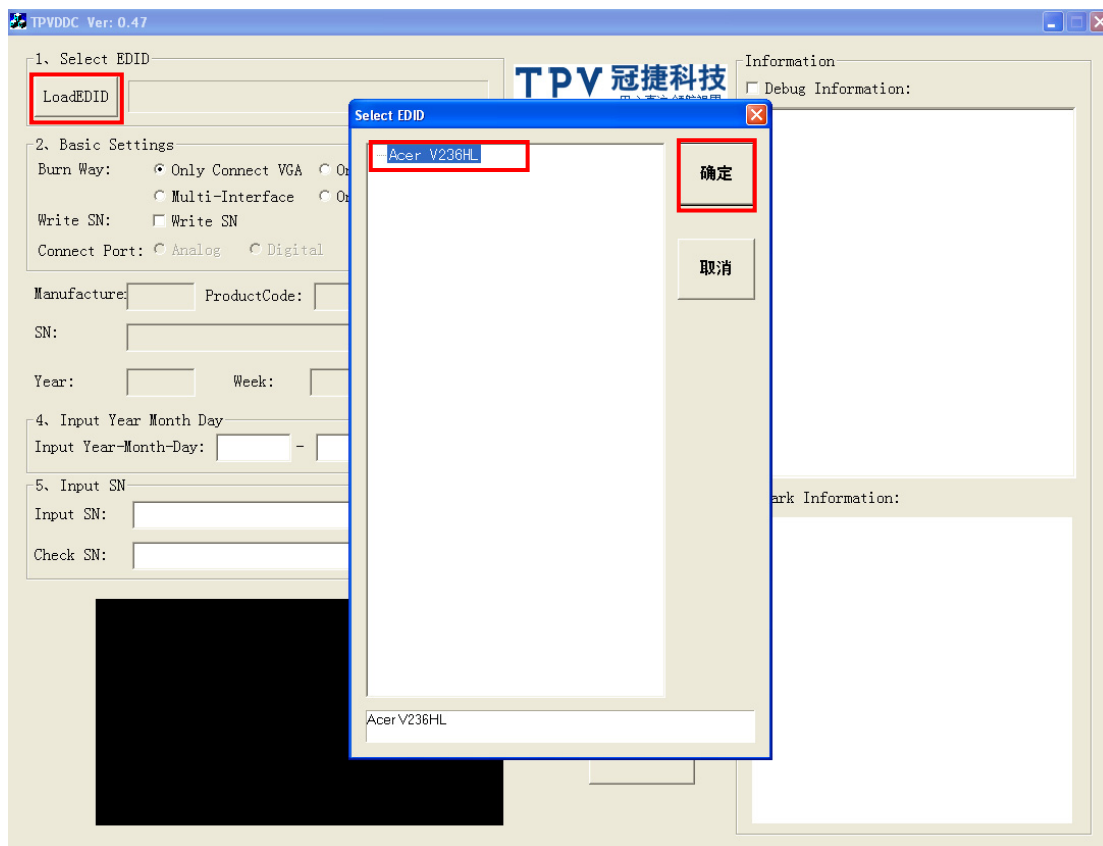 TPVDDC Ver: 0.47
1、Select EDID
LoadEDID
TPV 冠捷科技
2、Basic Settings
Burn Way:
Only Connect VGA
Multi-Interface
Write SN:
Write SN
Connect Port:
Analog
Digital
Manufacture:
ProductCode:
SN:
Year:
Week:
4、Input Year Month Day
Input Year-Month-Day:
-
5、Input SN
Input SN:
Check SN:
Select EDID
Acer V236HL
确定
取消
Acer V236HL
Information
Debug Information:
Information: